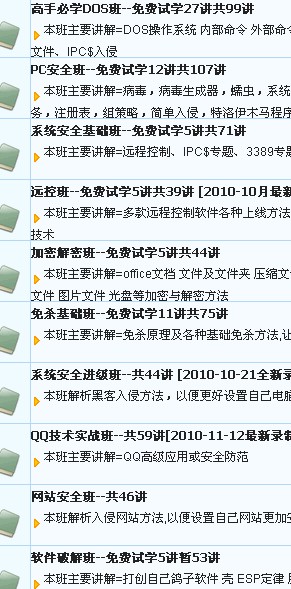 高手必学DOS班--免费试学27讲共99讲
本班主要讲解=DOS操作系统 内部命令 外部命令
文件、IPC$入侵
PC安全班--免费试学12讲共107讲
本班主要讲解=病毒，病毒生成器，蠕虫，系统
务，注册表，组策略，简单入侵，特洛伊木马程序
系统安全基础班--免费试学5讲共71讲
本班主要讲解=远程控制、IPC$专题、3389专题
远控班--免费试学5讲共39讲 [2010-10月最新
本班主要讲解=多款远程控制软件各种上线方法
技术
加密解密班--免费试学5讲共44讲
本班主要讲解=office文档 文件及文件夹 压缩文
文件 图片文件 光盘等加密与解密方法
免杀基础班--免费试学11讲共75讲
本班主要讲解=免杀原理及各种基础免杀方法,让
系统安全进级班--共44讲 [2010-10-21全新录
本班解析黑客入侵方法，以便更好设置自己电脑
QQ技术实战班--共59讲[2010-11-12最新录制
本班主要讲解=QQ高级应用或安全防范
网站安全班--共46讲
本班解析入侵网站方法,以便设置自己网站更加安
软件破解班--免费试学5讲暂53讲
本班主要讲解=打创自己鸽子软件 壳 ESP定律